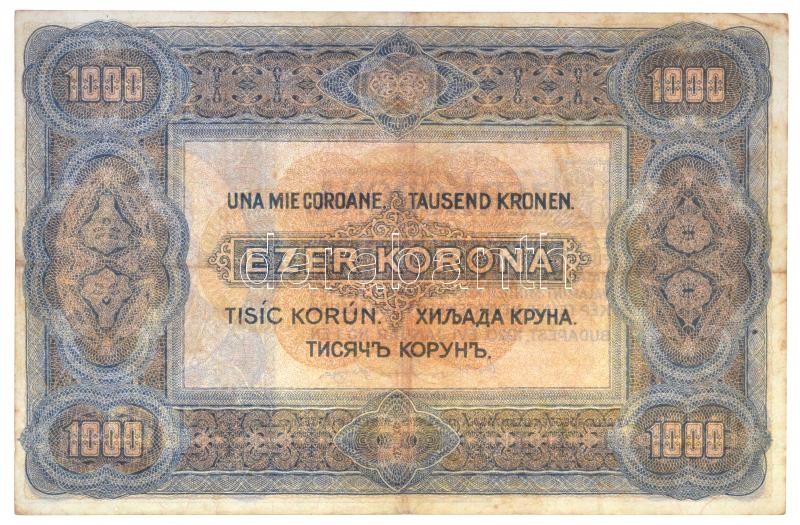 1000 1000
UNA MIE COROANE. TAUSEND KRONEN.
EZER KORONA
TISÍC KORÚN. ХИЉАДА КРУНА.
ТИСЯЧЪ КОРУНЪ.
1000 1000